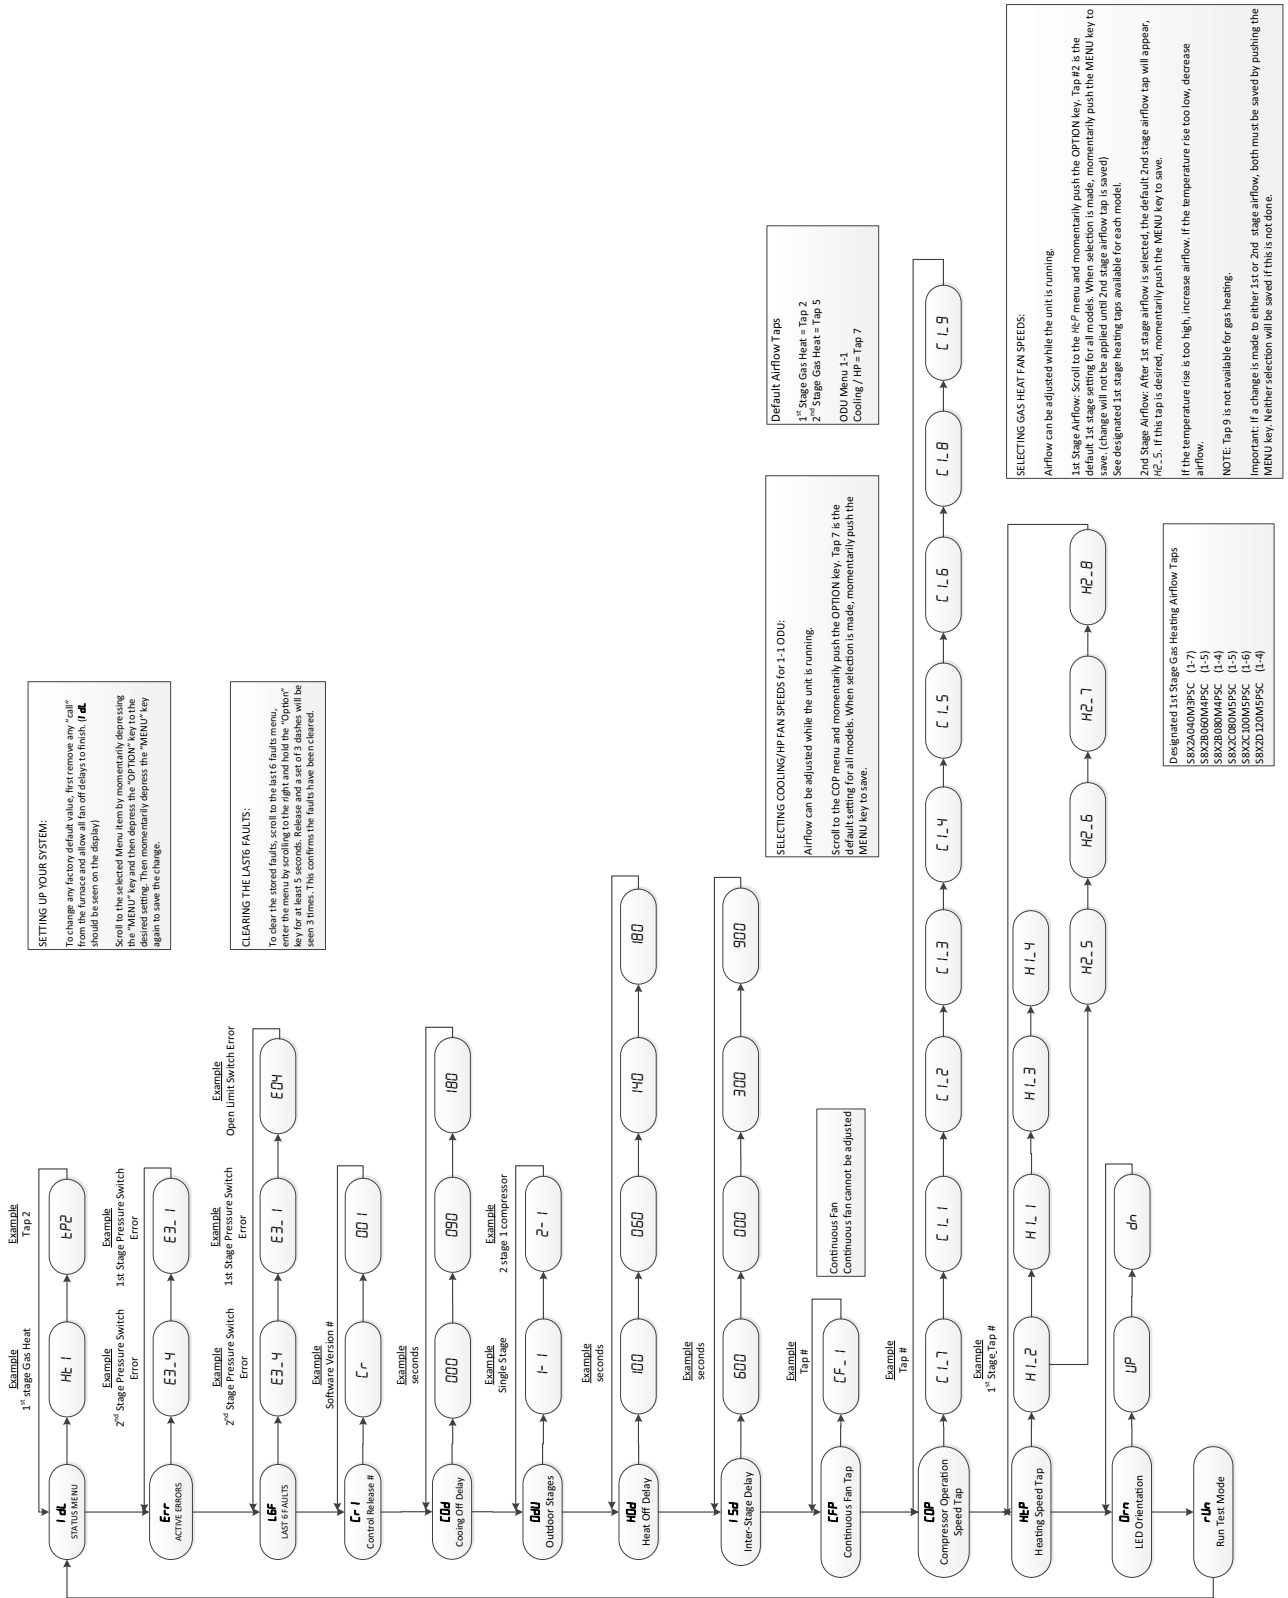 Example
1st stage Gas Heat
Example
Tap 2
I dL
STATUS MENU
Ht 1
tP2
Example
2nd Stage Pressure Switch
Error
Example
1st Stage Pressure Switch
Error
Err
ACTIVE ERRORS
E3_4
E3_1
Example
2nd Stage Pressure Switch
Error
Example
1st Stage Pressure Switch
Error
Example
Open Limit Switch Error
L6F
LAST 6 FAULTS
E3_4
E3_1
E04
Example
Software Version #
Cr1
Control Release #
Cr
001
Example
seconds
C0d
Cooing Off Delay
000
090
180
Example
Single Stage
Example
2 stage 1 compressor
0dU
Outdoor Stages
1-1
2-1
Example
seconds
H0d
Heat Off Delay
100
060
140
180
Example
seconds
I Sd
Inter-Stage Delay
600
000
300
900
Example
Tap #
CFP
Continuous Fan Tap
CF_1
Continuous Fan
Continuous fan cannot be adjusted
Example
Tap #
C0P
Compressor Operation
Speed Tap
C1_7
C1_1
C1_2
C1_3
C1_4
C1_5
C1_6
C1_8
C1_9
Example
1st Stage_Tap #
HtP
Heating Speed Tap
H1_2
H1_1
H1_3
H1_4
H2_5
H2_6
H2_7
H2_8
0rn
LED Orientation
UP
dn
rUn
Run Test Mode
SETTING UP YOUR SYSTEM:
To change any factory default value, first remove any “call”
from the furnace and allow all fan off delays to finish. (I dL
should be seen on the display)
Scroll to the selected Menu item by momentarily depressing
the “MENU” key and then depress the “OPTION” key to the
desired setting. Then momentarily depress the “MENU” key
again to save the change.
CLEARING THE LAST6 FAULTS:
To clear the stored faults, scroll to the last 6 faults menu,
enter the menu by scrolling to the right and hold the “Option”
key for at least 5 seconds. Release and a set of 3 dashes will be
seen 3 times. This confirms the faults have been cleared.
SELECTING COOLING/HP FAN SPEEDS for 1-1 ODU:
Airflow can be adjusted while the unit is running.
Scroll to the COP menu and momentarily push the OPTION key. Tap 7 is the
default setting for all models. When selection is made, momentarily push the
MENU key to save.
Default Airflow Taps
1st Stage Gas Heat = Tap 2
2nd Stage Gas Heat = Tap 5
ODU Menu 1-1
Cooling / HP = Tap 7
Designated 1st Stage Gas Heating Airflow Taps
S8X2A040M3PSC (1-7)
S8X2B060M4PSC (1-5)
S8X2B080M4PSC (1-4)
S8X2C080M5PSC (1-5)
S8X2C100M5PSC (1-6)
S8X2D120M5PSC (1-4)
SELECTING GAS HEAT FAN SPEEDS:
Airflow can be adjusted while the unit is running.
1st Stage Airflow: Scroll to the HtP menu and momentarily push the OPTION key. Tap #2 is the
default 1st stage setting for all models. When selection is made, momentarily push the MENU key to
save. (change will not be applied until 2nd stage airflow tap is saved)
See designated 1st stage heating taps available for each model.
2nd Stage Airflow: After 1st stage airflow is selected, the default 2nd stage airflow tap will appear,
H2_5. If this tap is desired, momentarily push the MENU key to save.
If the temperature rise is too high, increase airflow. If the temperature rise too low, decrease
airflow.
NOTE: Tap 9 is not available for gas heating.
Important: If a change is made to either 1st or 2nd stage airflow, both must be saved by pushing the
MENU key. Neither selection will be saved if this is not done.